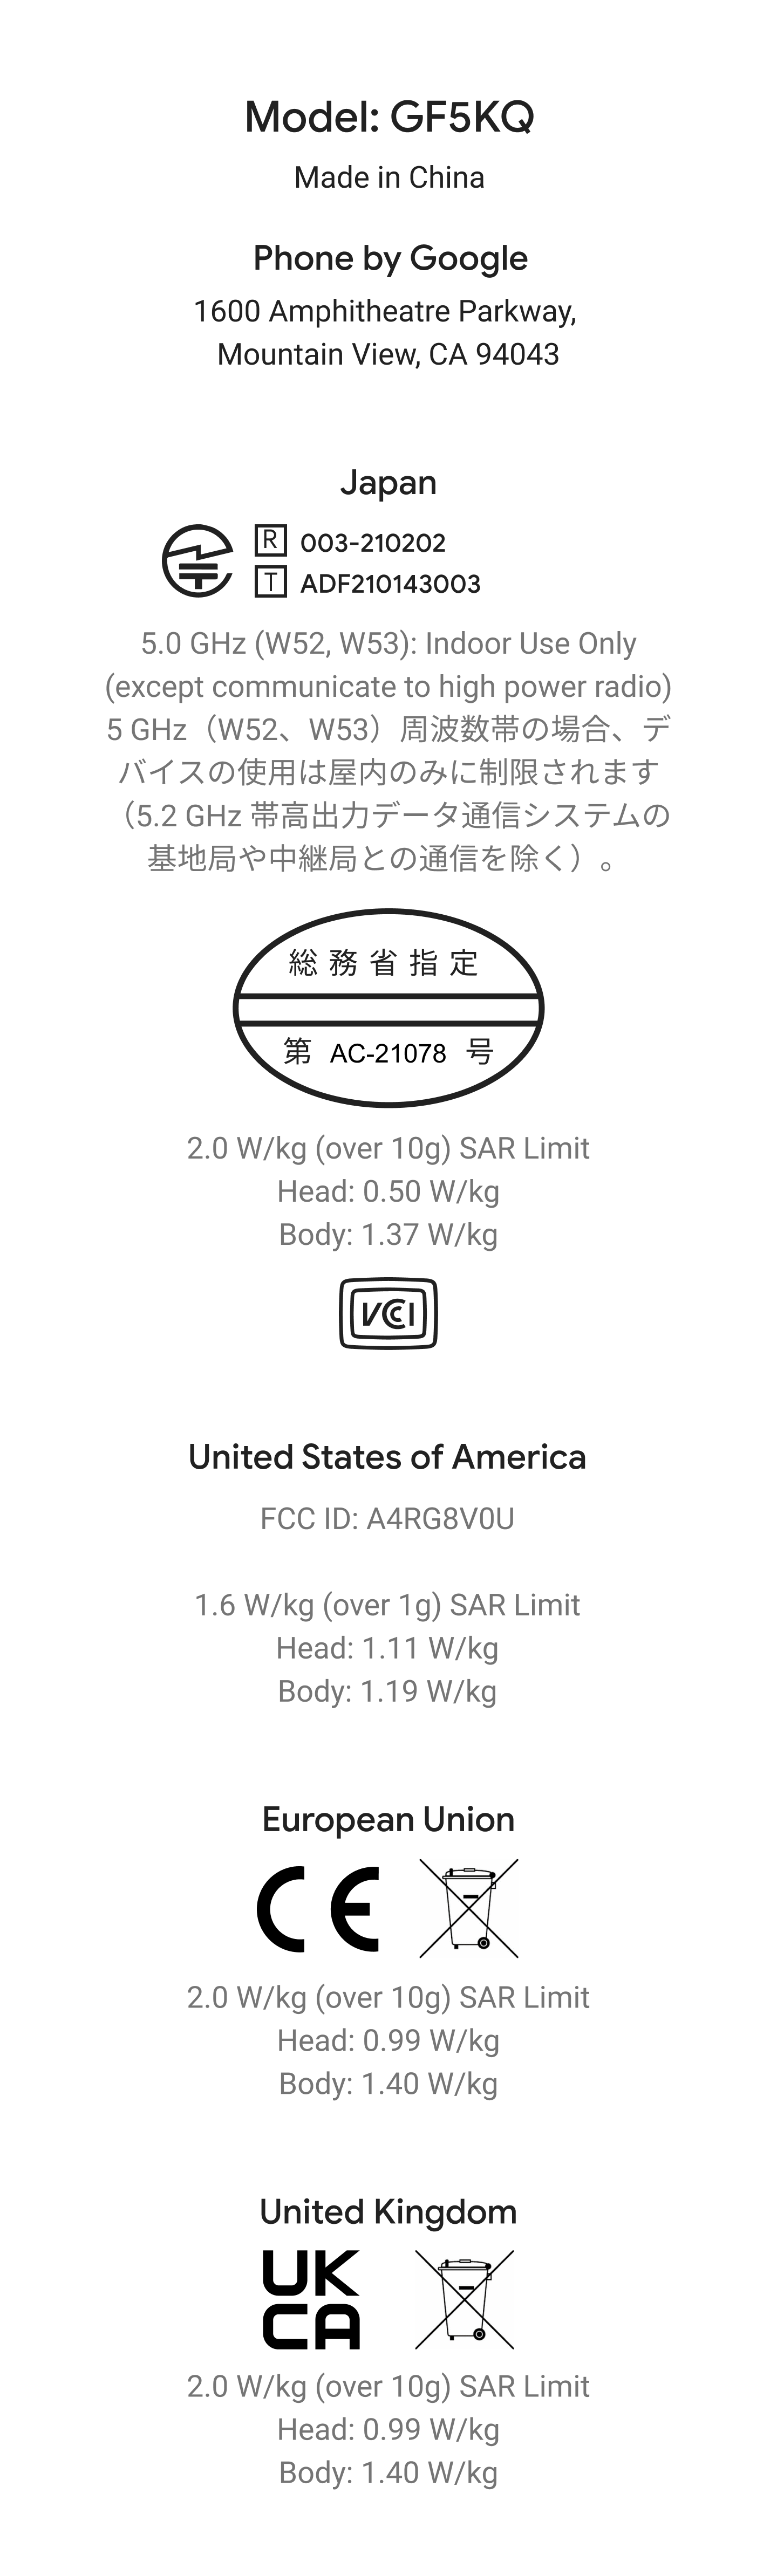 Model: GF5KQ
Made in China
Phone by Google
1600 Amphitheatre Parkway,
Mountain View, CA 94043
Japan
R 003-210202
T ADF210143003
5.0 GHz (W52, W53): Indoor Use Only
(except communicate to high power radio)
5 GHz（W52、W53）周波数帯の場合、デ
バイスの使用は屋内のみに制限されます
（5.2 GHz 帯高出力データ通信システムの
基地局や中継局との通信を除く）。
総務省指定
第 AC-21078 号
2.0 W/kg (over 10g) SAR Limit
Head: 0.50 W/kg
Body: 1.37 W/kg
VCCI
United States of America
FCC ID: A4RG8V0U
1.6 W/kg (over 1g) SAR Limit
Head: 1.11 W/kg
Body: 1.19 W/kg
European Union
CE
2.0 W/kg (over 10g) SAR Limit
Head: 0.99 W/kg
Body: 1.40 W/kg
United Kingdom
UK
CA
2.0 W/kg (over 10g) SAR Limit
Head: 0.99 W/kg
Body: 1.40 W/kg